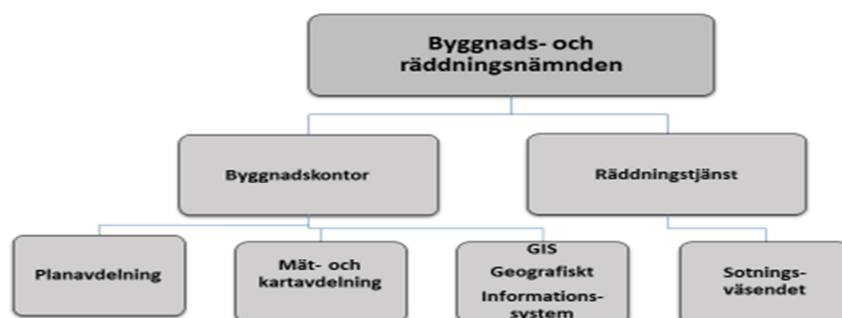 Byggnads- och
räddningsnämnden
Byggnadskontor
Räddningstjänst
Planavdelning
Mät- och
kartavdelning
GIS
Geografiskt
Informations-
system
Sotnings-
väsendet